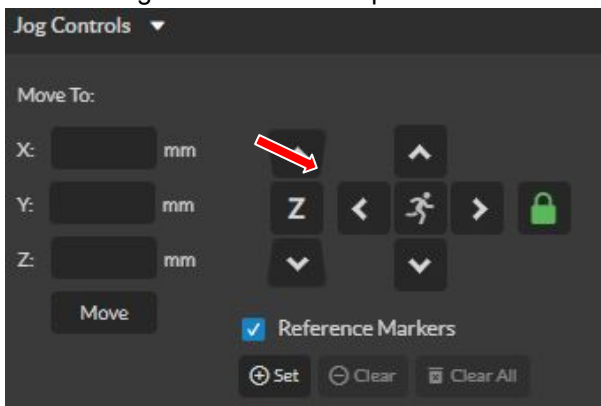 Jog Controls
Move To:
X: mm
Y: mm
Z
Z: mm
Move
Reference Markers
Set Clear Clear All